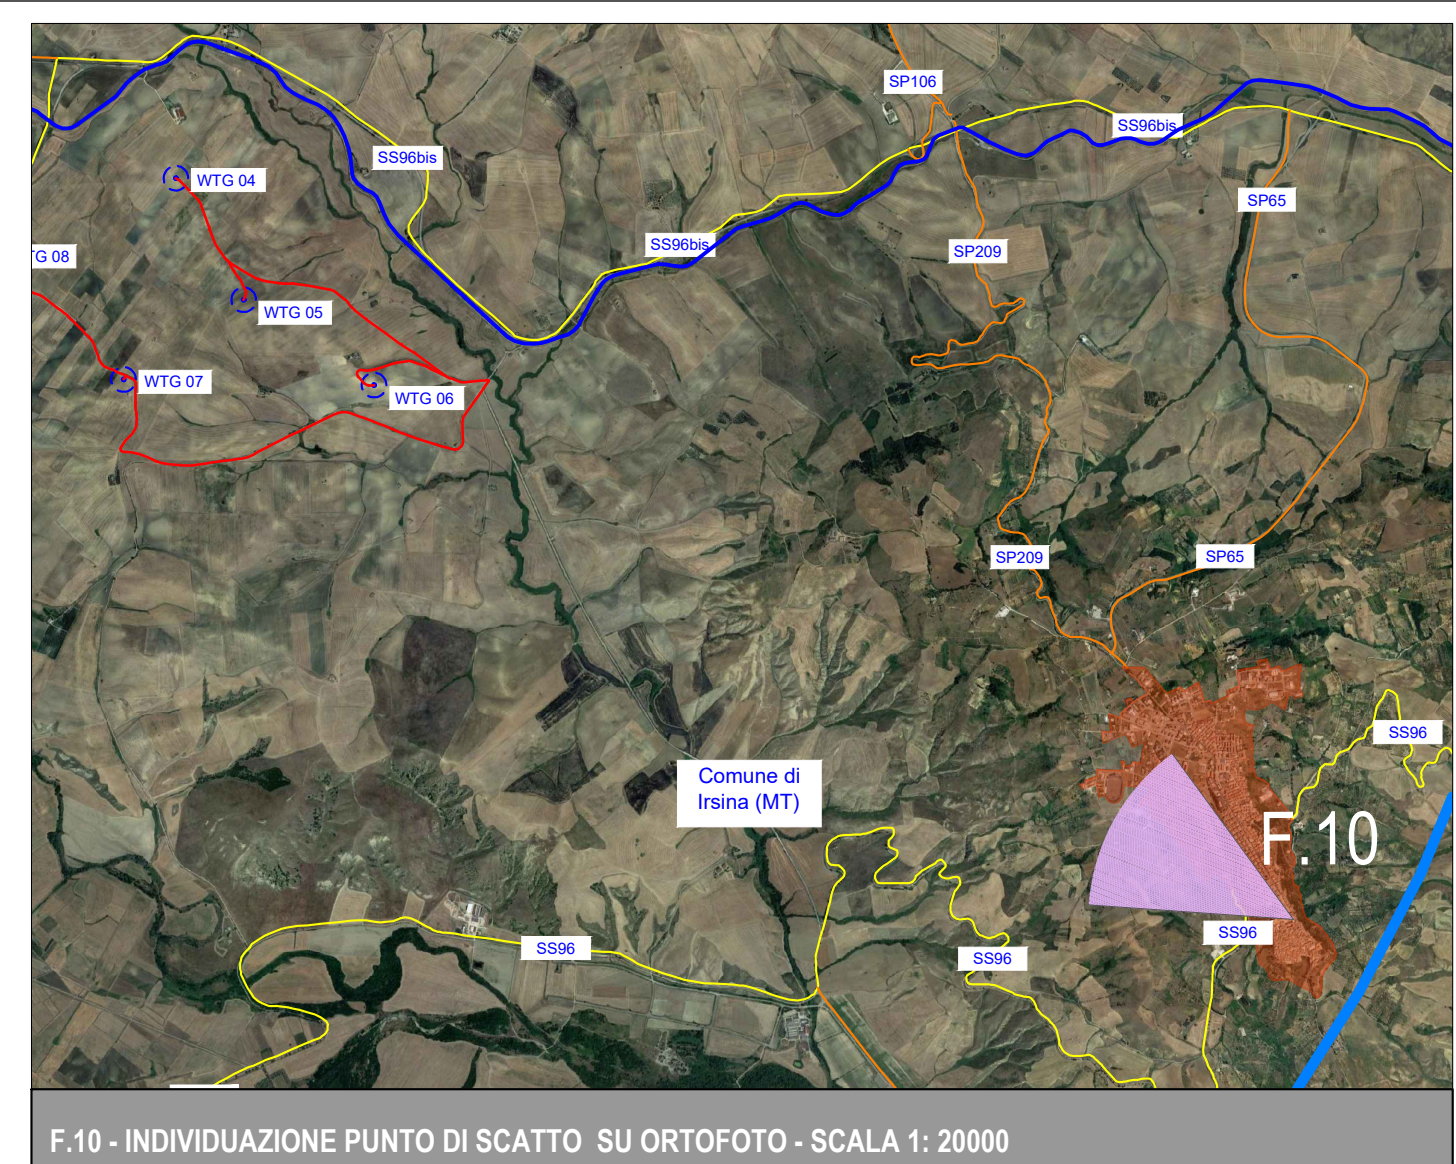 SP106
SS96bis
SS96bis
WTG 04
SP65
SS96bis
SP209
TG 08
WTG 05
WTG 07
WTG 06
SP209
SP65
SS96
Comune di
Irsina (MT)
F.10
SS96
SS96
SS96
F.10 - INDIVIDUAZIONE PUNTO DI SCATTO SU ORTOFOTO - SCALA 1: 20000